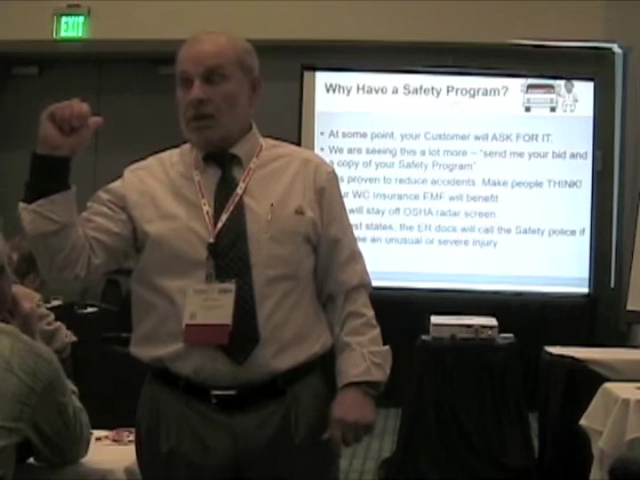 EXIT
Why Have a Safety Program?
• At some point, your Customer will ASK FOR IT.
• We are seeing this a lot more – "send me your bid and
a copy of your Safety Program"
proven to reduce accidents. Make people THINK!
WC Insurance EMF will benefit
will stay off OSHA radar screen
states, the ER docs will call the Safety police if
an unusual or severe injury